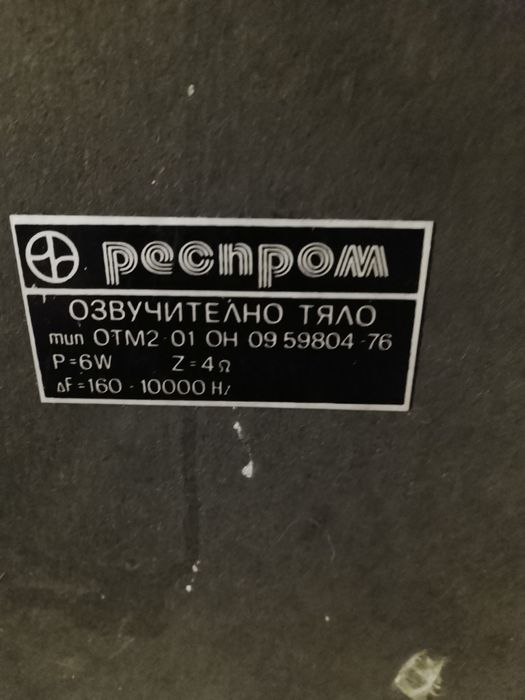 респром
ОЗВУЧИТЕЛНО ТЯЛО
тип ОТМ2-01 ОН 09 59804-76
P=6W Z=4Ω
ΔF=160-10000 Hz